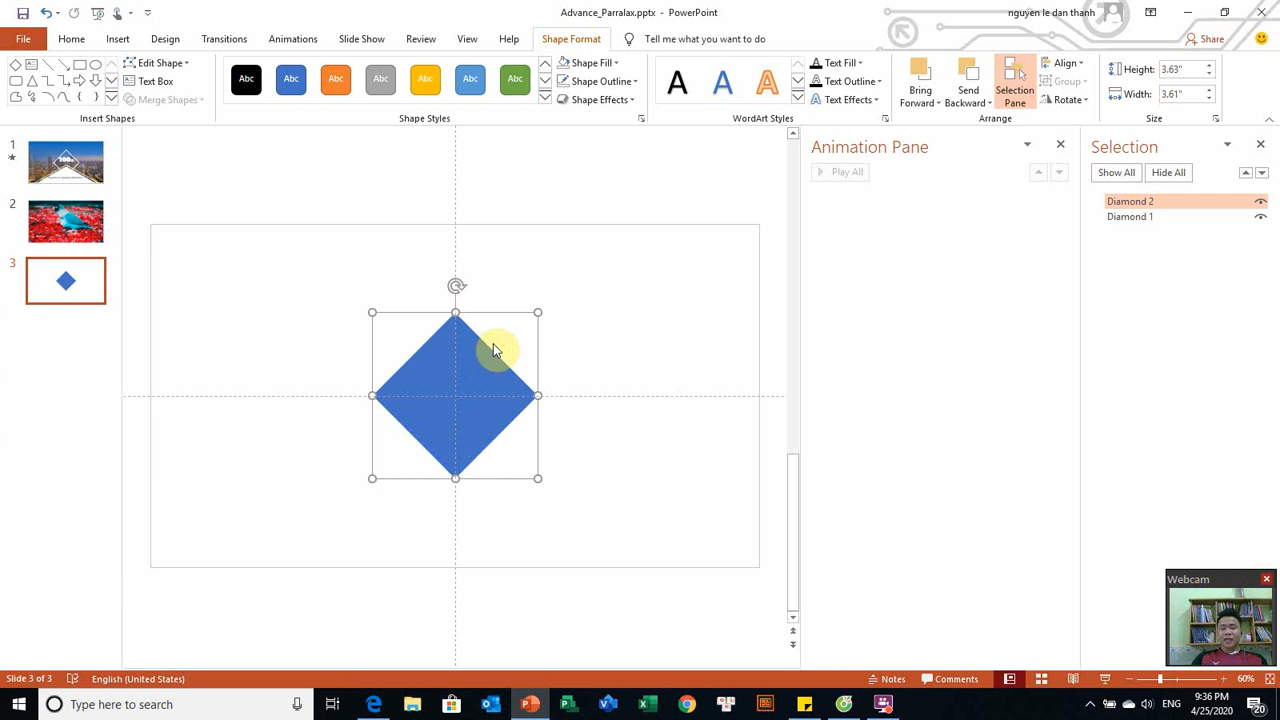 Advance_Parralax.pptx - PowerPoint
nguyen le dan thanh
File
Home
Insert
Design
Transitions
Animations
Slide Show
Review
View
Help
Shape Format
Tell me what you want to do
Share
Edit Shape
Text Box
Merge Shapes
Insert Shapes
Abc
Abc
Abc
Abc
Abc
Abc
Abc
Shape Fill
Shape Outline
Shape Effects
Shape Styles
A
A
A
Text Fill
Text Outline
Text Effects
WordArt Styles
Bring
Forward
Send
Backward
Selection
Pane
Align
Group
Rotate
Arrange
Height:
3.63"
Width:
3.61"
Size
1
2
3
Animation Pane
Play All
Selection
Show All
Hide All
Diamond 2
Diamond 1
Webcam
Slide 3 of 3
English (United States)
Notes
Comments
60%
Type here to search
9:36 PM
4/25/2020
20